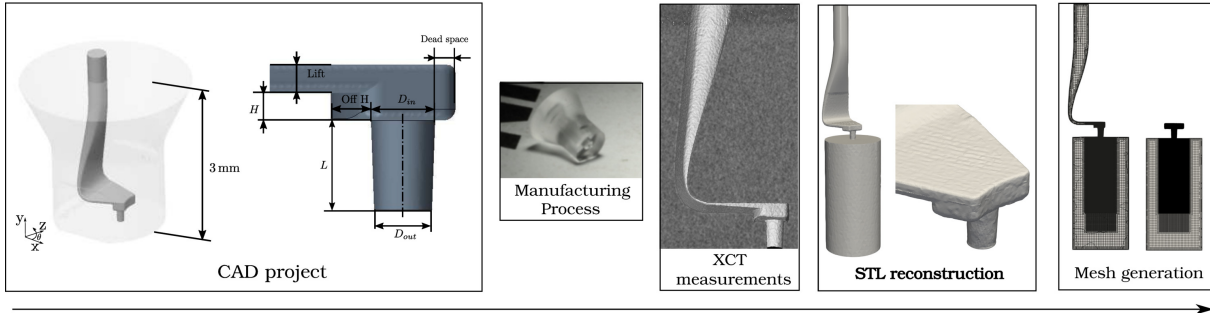 3 mm
y
z
θ
x
CAD project
Dead space
Lift
H
Off H
D_in
L
D_out
Manufacturing
Process
XCT
measurements
STL reconstruction
Mesh generation